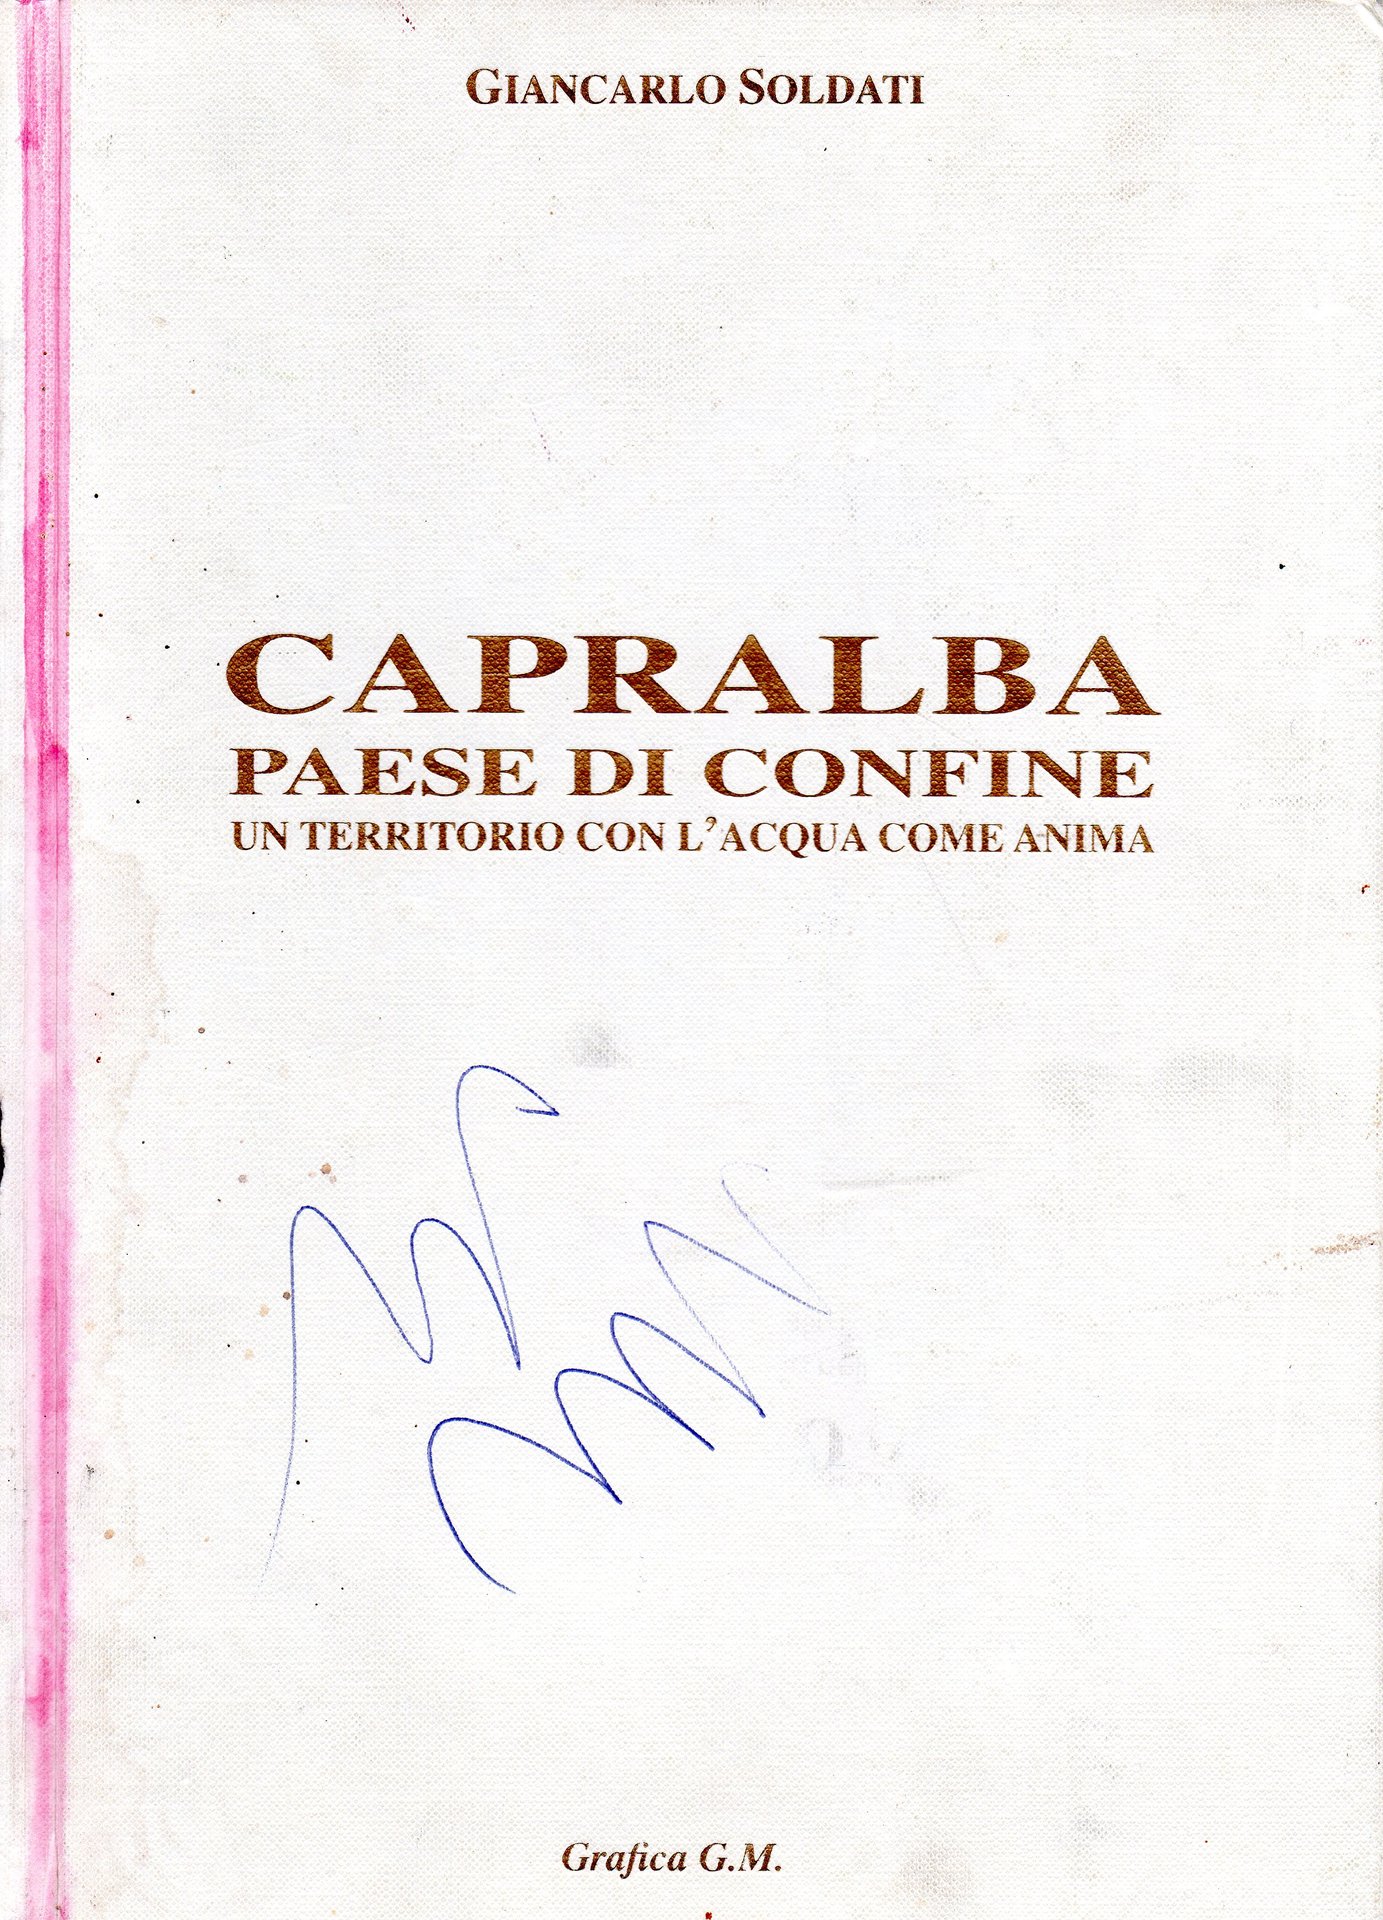 GIANCARLO SOLDATI
CAPRALBA
PAESE DI CONFINE
UN TERRITORIO CON L'ACQUA COME ANIMA
Grafica G.M.